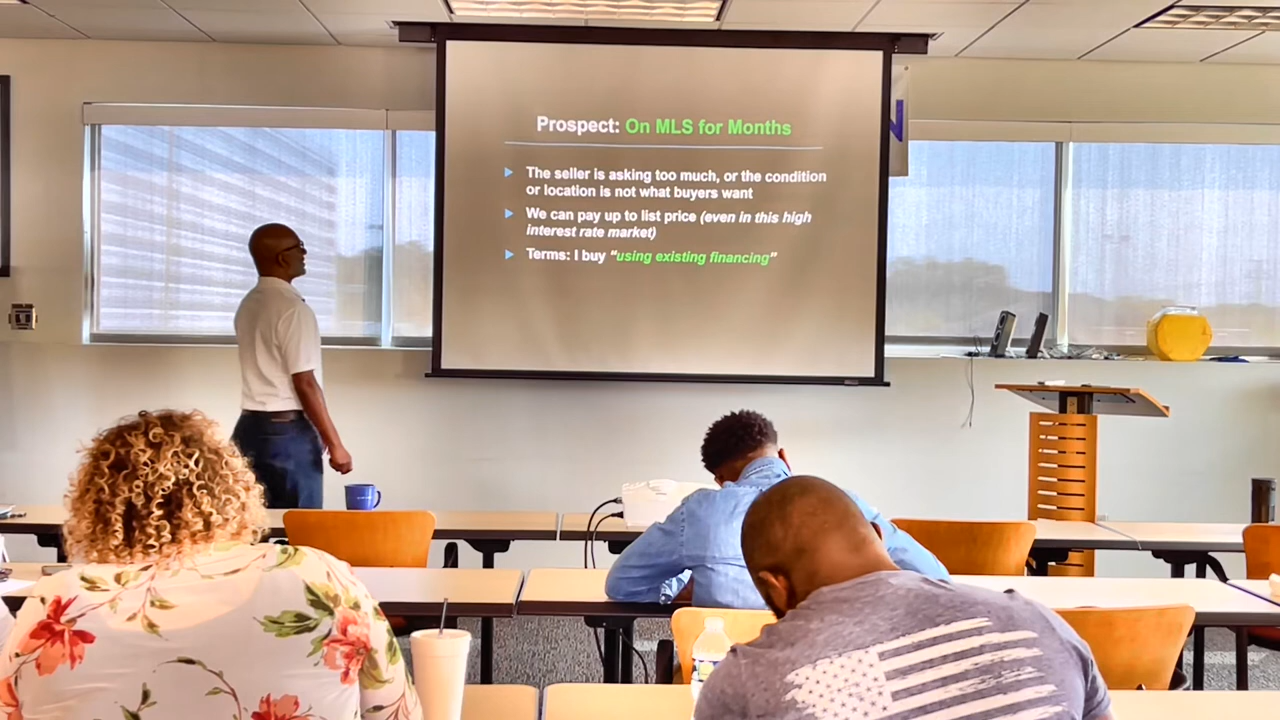 Prospect: On MLS for Months
The seller is asking too much, or the condition
or location is not what buyers want
We can pay up to list price (even in this high
interest rate market)
Terms: I buy “using existing financing”
N